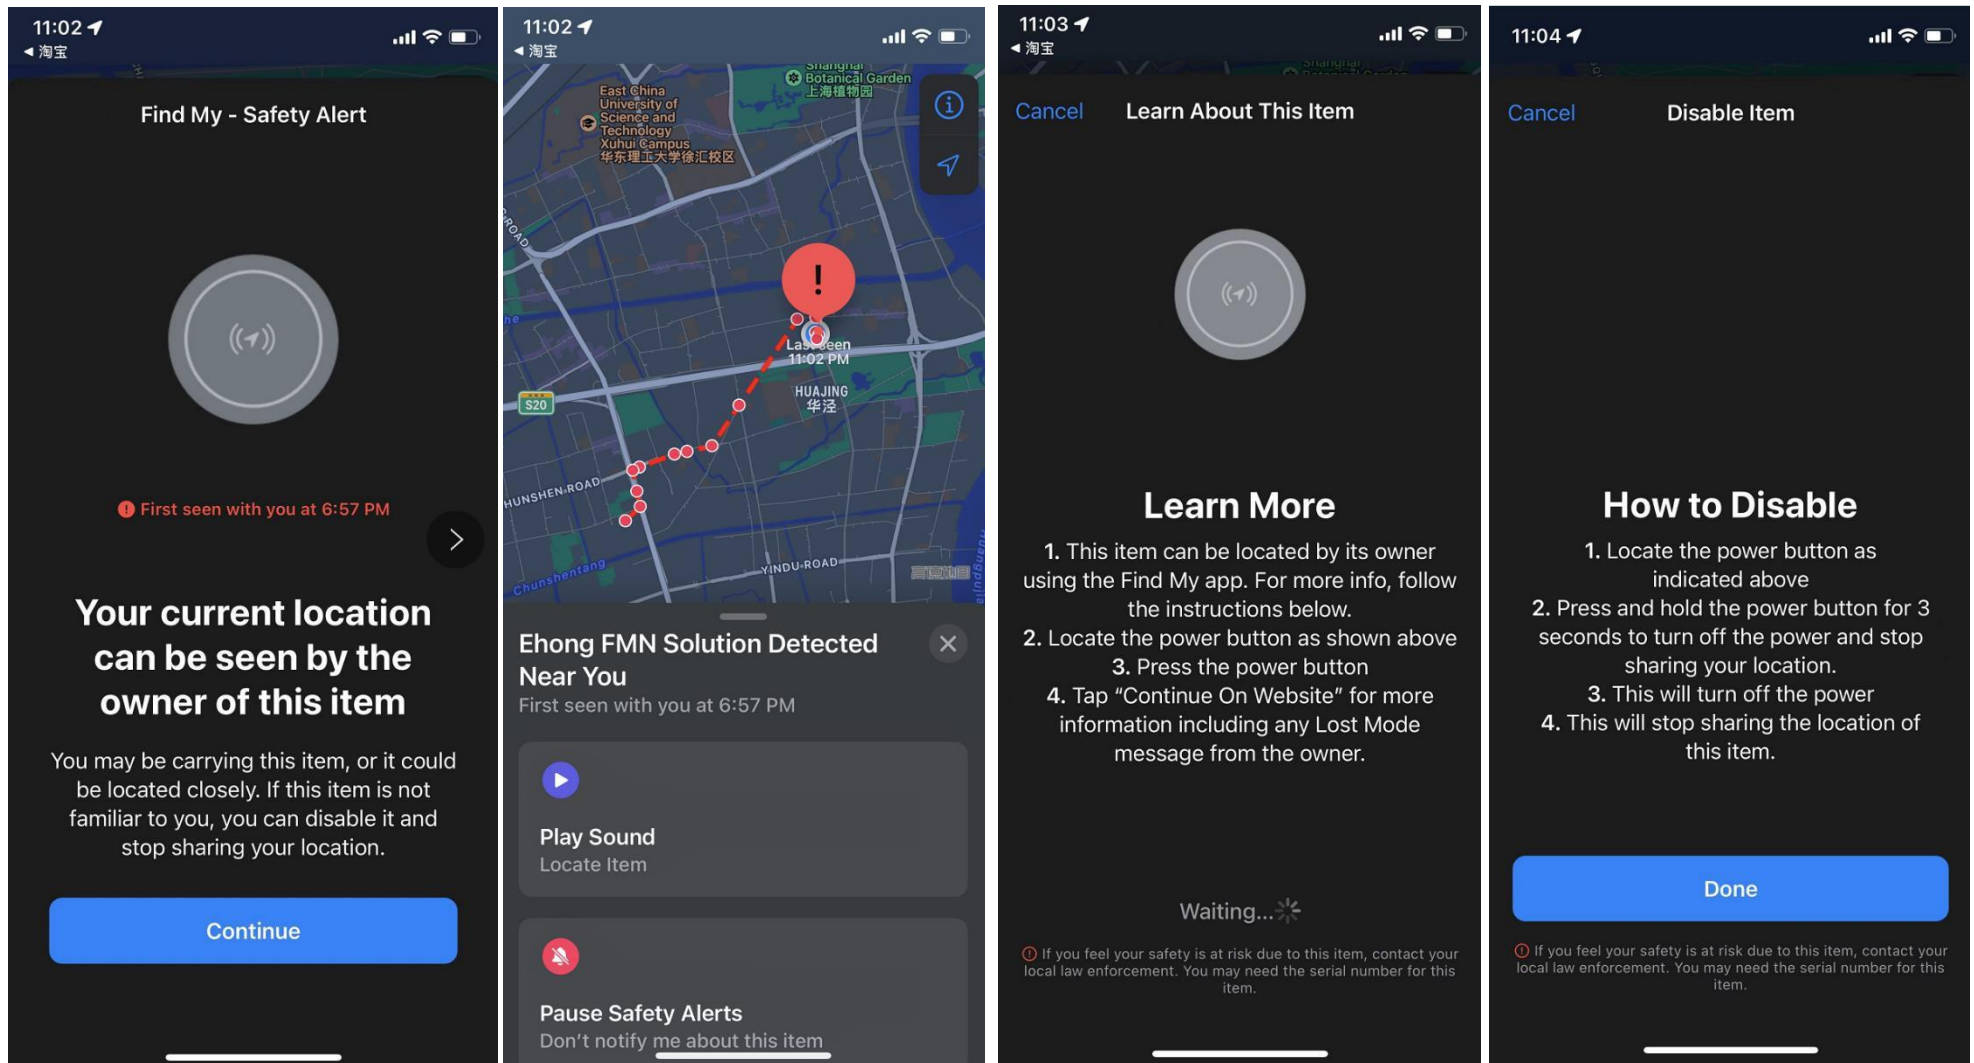 11:02
淘宝
Find My - Safety Alert
First seen with you at 6:57 PM
Your current location
can be seen by the
owner of this item
You may be carrying this item, or it could
be located closely. If this item is not
familiar to you, you can disable it and
stop sharing your location.
Continue
11:02
淘宝
Shanghai
Botanical Garden
上海植物园
East China
University of
Science and
Technology
Xuhui Campus
华东理工大学徐汇校区
Last seen
11:02 PM
HUAJING
华泾
S20
HUNSHEN ROAD
YINDU ROAD
Chunshentang
高德地图
Ehong FMN Solution Detected
Near You
First seen with you at 6:57 PM
Play Sound
Locate Item
Pause Safety Alerts
Don't notify me about this item
11:03
淘宝
Cancel
Learn About This Item
Learn More
1. This item can be located by its owner
using the Find My app. For more info, follow
the instructions below.
2. Locate the power button as shown above
3. Press the power button
4. Tap “Continue On Website” for more
information including any Lost Mode
message from the owner.
Waiting...
If you feel your safety is at risk due to this item, contact your
local law enforcement. You may need the serial number for this
item.
11:04
Cancel
Disable Item
How to Disable
1. Locate the power button as
indicated above
2. Press and hold the power button for 3
seconds to turn off the power and stop
sharing your location.
3. This will turn off the power
4. This will stop sharing the location of
this item.
Done
If you feel your safety is at risk due to this item, contact your
local law enforcement. You may need the serial number for this
item.